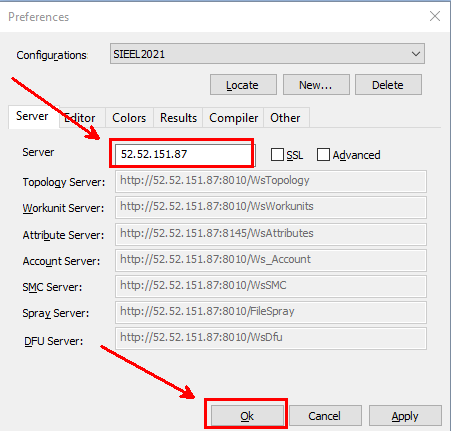 Preferences
Configurations: SIEEL2021
Locate New... Delete
Server Editor Colors Results Compiler Other
Server 52.52.151.87 SSL Advanced
Topology Server: http://52.52.151.87:8010/WsTopology
Workunit Server: http://52.52.151.87:8010/WsWorkunits
Attribute Server: http://52.52.151.87:8145/WsAttributes
Account Server: http://52.52.151.87:8010/Ws_Account
SMC Server: http://52.52.151.87:8010/WsSMC
Spray Server: http://52.52.151.87:8010/FileSpray
DFU Server: http://52.52.151.87:8010/WsDfu
Ok Cancel Apply